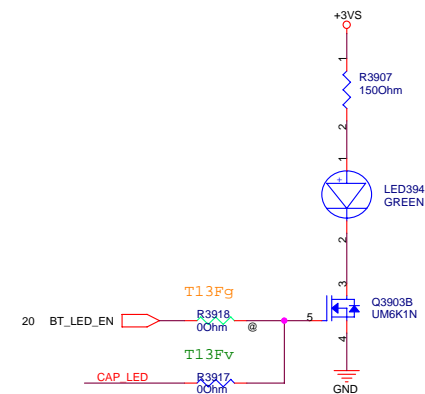 +3VS
1
R3907
150Ohm
2
1
+
LED394
GREEN
2
T13Fg
3
Q3903B
UM6K1N
20 BT_LED_EN
R3918
0Ohm
@
5
4
T13Fv
CAP_LED
R3917
0Ohm
GND